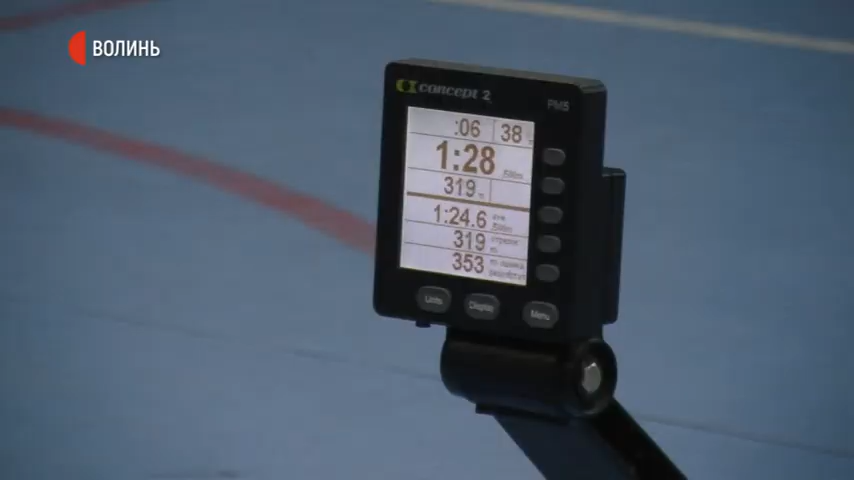 ВОЛИНЬ
concept 2
PM5
:06 38
1:28 /500m
319 m
1:24.6
500m
319
m
353
Units Display Menu